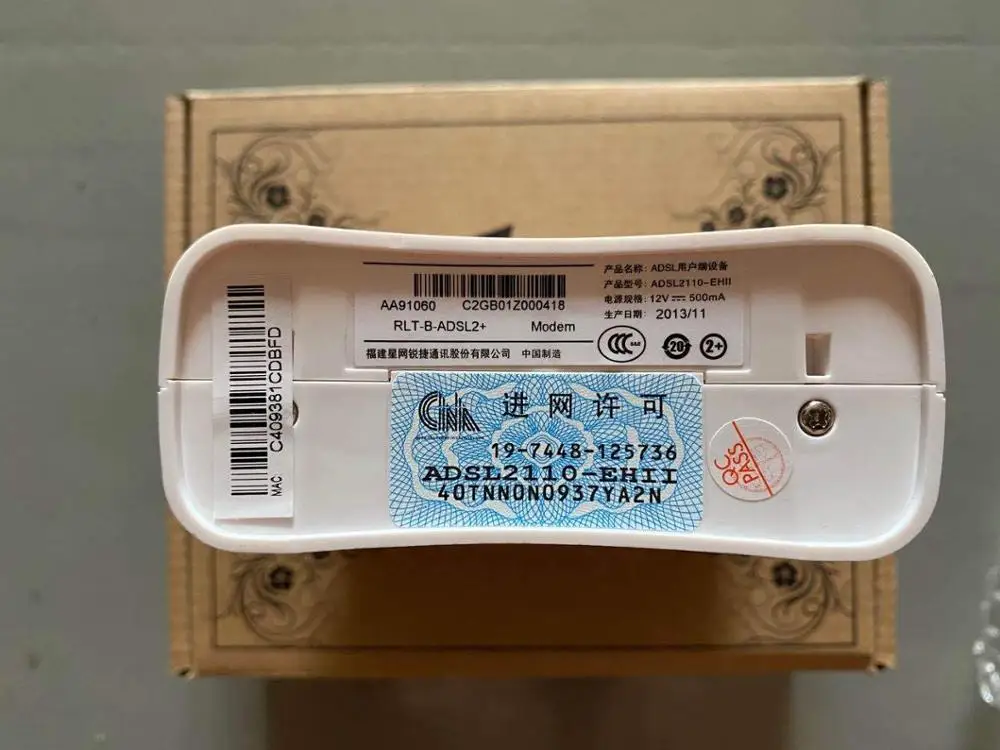 产品名称: ADSL用户端设备
产品型号: ADSL2110-EHII
电源规格: 12V 500mA
生产日期: 2013/11
AA91060 C2GB01Z000418
RLT-B-ADSL2+ Modem
福建星网锐捷通讯股份有限公司 中国制造
CCC S&E
20
2+
MAC C409381CDBFD
CNA 进网许可
19-7448-125736
ADSL2110-EHII
40TNN0N0937YA2N
QC
PASS